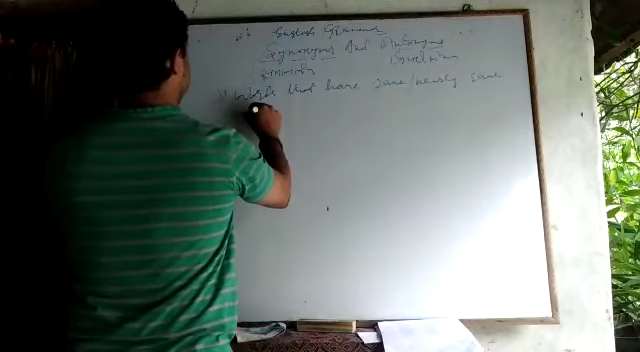 English Grammar
Synonyms And Antonyms
words that have same/nearly same